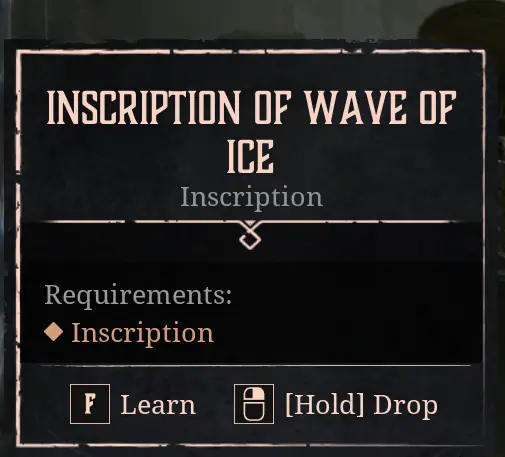 INSCRIPTION OF WAVE OF
ICE
Inscription
Requirements:
Inscription
F Learn [Hold] Drop